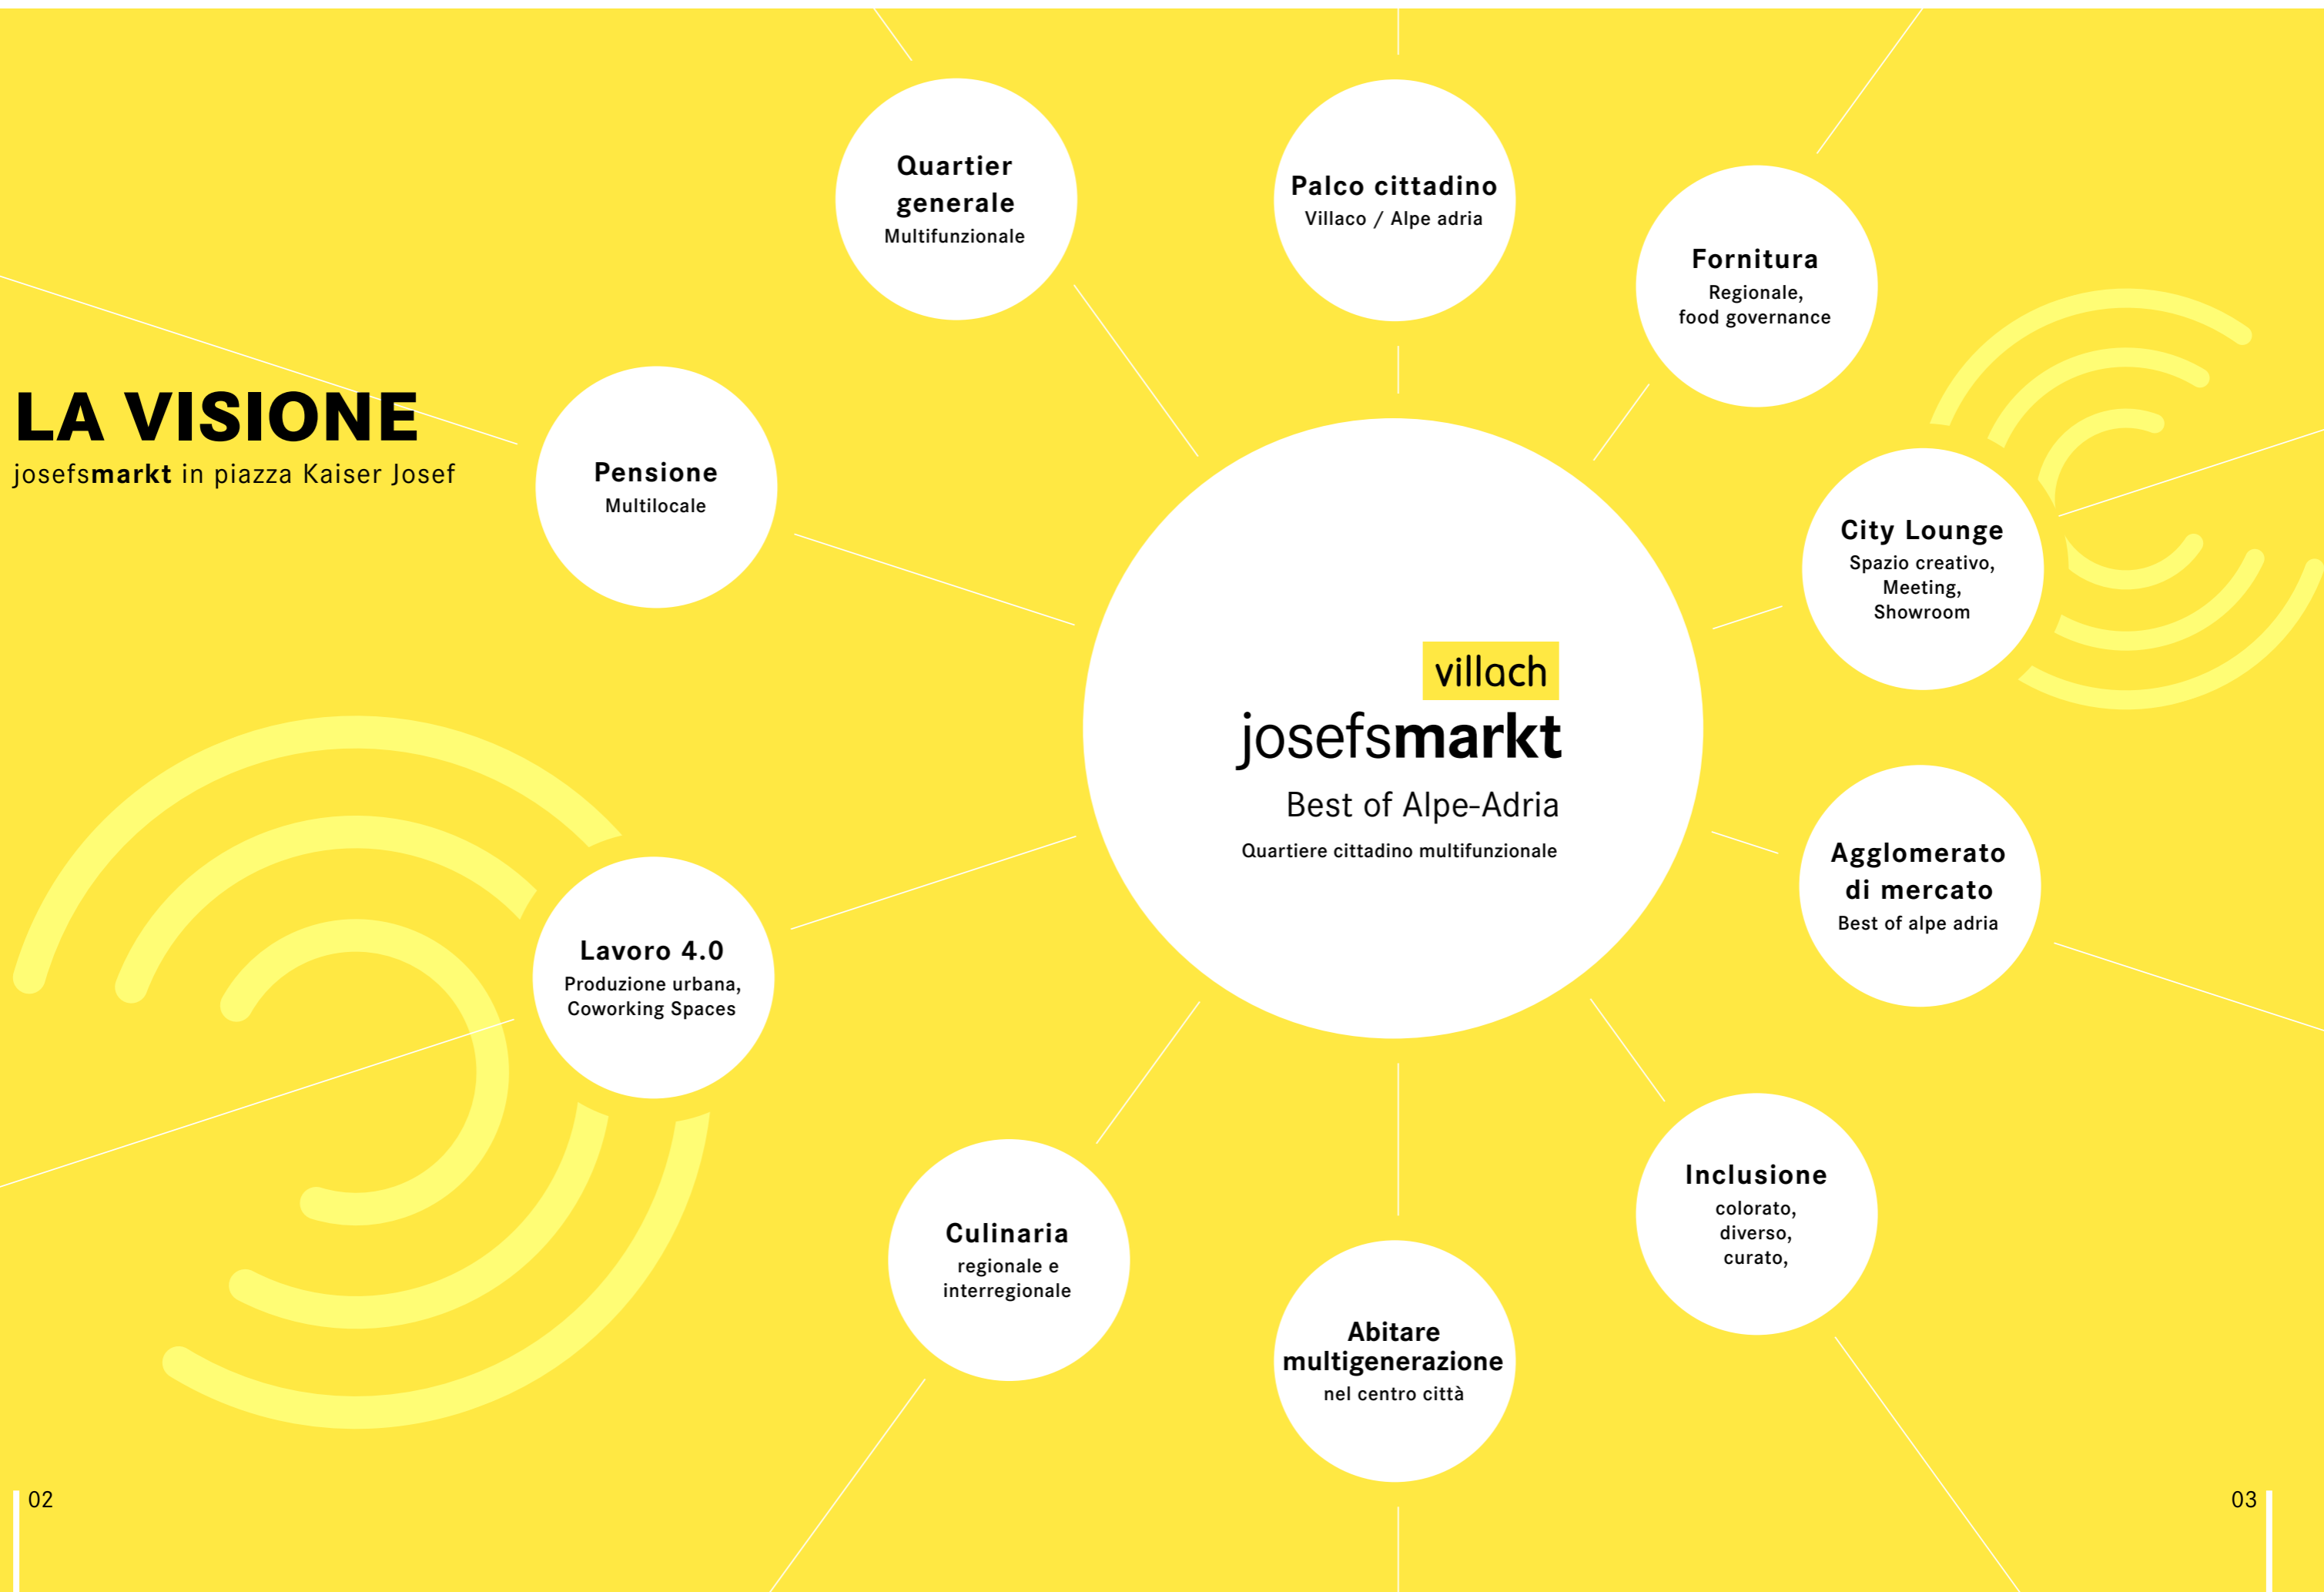 LA VISIONE
josefsmarkt in piazza Kaiser Josef
Quartier
generale
Multifunzionale
Palco cittadino
Villaco / Alpe adria
Fornitura
Regionale,
food governance
Pensione
Multilocale
City Lounge
Spazio creativo,
Meeting,
Showroom
villach
josefsmarkt
Best of Alpe-Adria
Quartiere cittadino multifunzionale
Agglomerato
di mercato
Best of alpe adria
Lavoro 4.0
Produzione urbana,
Coworking Spaces
Inclusione
colorato,
diverso,
curato,
Culinaria
regionale e
interregionale
Abitare
multigenerazione
nel centro città
02
03